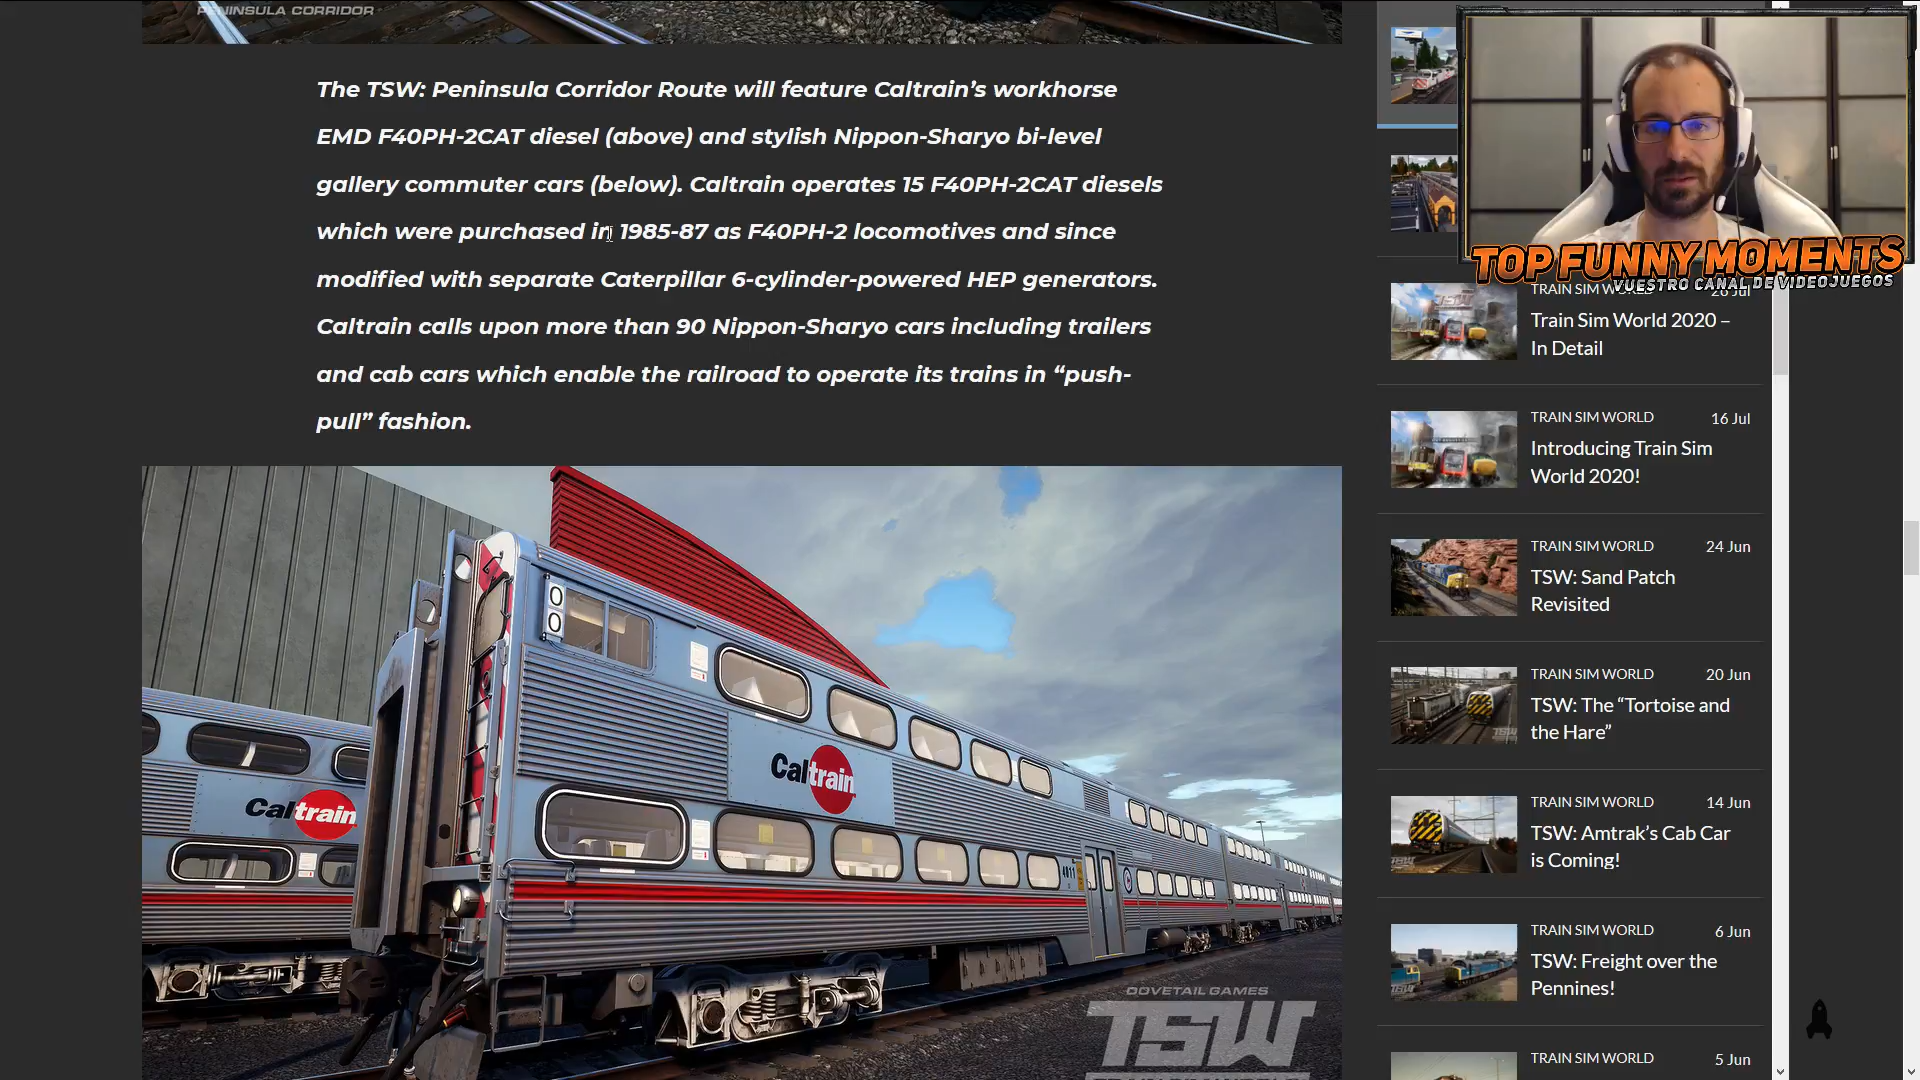 PENINSULA CORRIDOR
The TSW: Peninsula Corridor Route will feature Caltrain’s workhorse
EMD F40PH-2CAT diesel (above) and stylish Nippon-Sharyo bi-level
gallery commuter cars (below). Caltrain operates 15 F40PH-2CAT diesels
which were purchased in 1985-87 as F40PH-2 locomotives and since
modified with separate Caterpillar 6-cylinder-powered HEP generators.
Caltrain calls upon more than 90 Nippon-Sharyo cars including trailers
and cab cars which enable the railroad to operate its trains in “push-
pull” fashion.
0
0
Caltrain
Caltrain
4011
DOVETAIL GAMES
TSW
TOP FUNNY MOMENTS
VUESTRO CANAL DE VIDEOJUEGOS
TRAIN SIM WORLD 26 Jul
Train Sim World 2020 –
In Detail
TRAIN SIM WORLD 16 Jul
Introducing Train Sim
World 2020!
TRAIN SIM WORLD 24 Jun
TSW: Sand Patch
Revisited
TRAIN SIM WORLD 20 Jun
TSW: The “Tortoise and
the Hare”
TRAIN SIM WORLD 14 Jun
TSW: Amtrak’s Cab Car
is Coming!
TRAIN SIM WORLD 6 Jun
TSW: Freight over the
Pennines!
TRAIN SIM WORLD 5 Jun